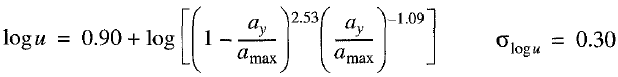 log u = 0.90 + log [ ( 1 − a_y / a_max )^2.53 ( a_y / a_max )^−1.09 ] σ_log u = 0.30